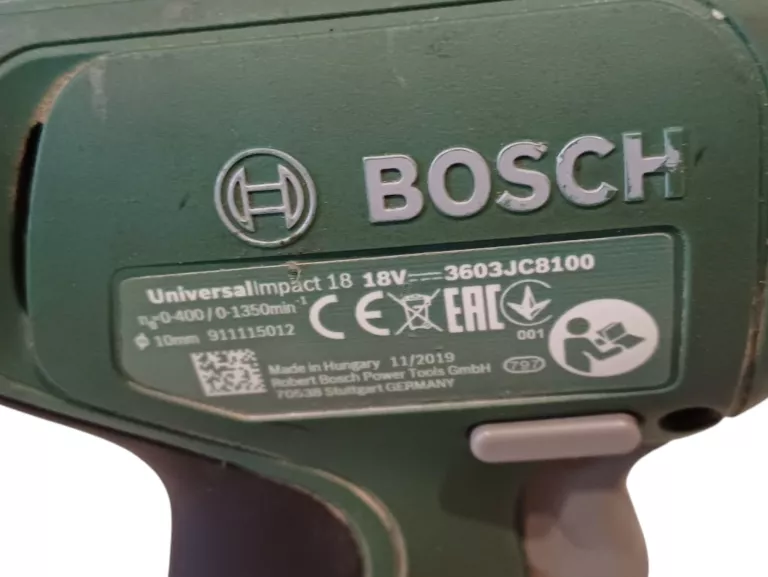 BOSCH
UniversalImpact 18 18V⎓ 3603JC8100
n₀=0-400 / 0-1350min⁻¹
10mm 911115012
CE EAC
001
Made in Hungary 11/2019
Robert Bosch Power Tools GmbH 797
70538 Stuttgart GERMANY